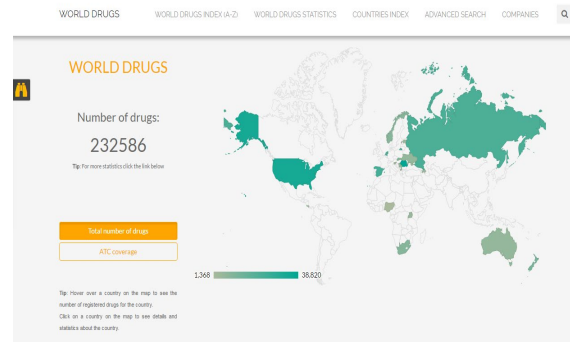 WORLD DRUGS WORLD DRUGS INDEX (A-Z) WORLD DRUGS STATISTICS COUNTRIES INDEX ADVANCED SEARCH COMPANIES
WORLD DRUGS
Number of drugs:
232586
Tip: For more statistics click the link below
Total number of drugs
ATC coverage
1,368 38,820
Tip: Hover over a country on the map to see the
number of registered drugs for the country.
Click on a country on the map to see details and
statistics about the country.